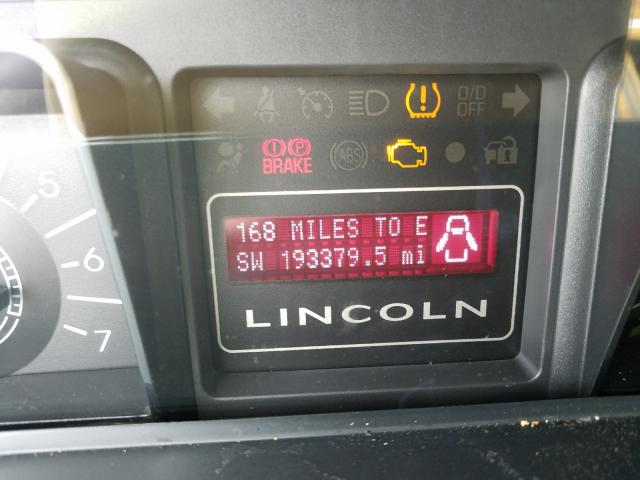 O/D
OFF
BRAKE
ABS
168 MILES TO E
SW 193379.5 mi
LINCOLN
5
6
7